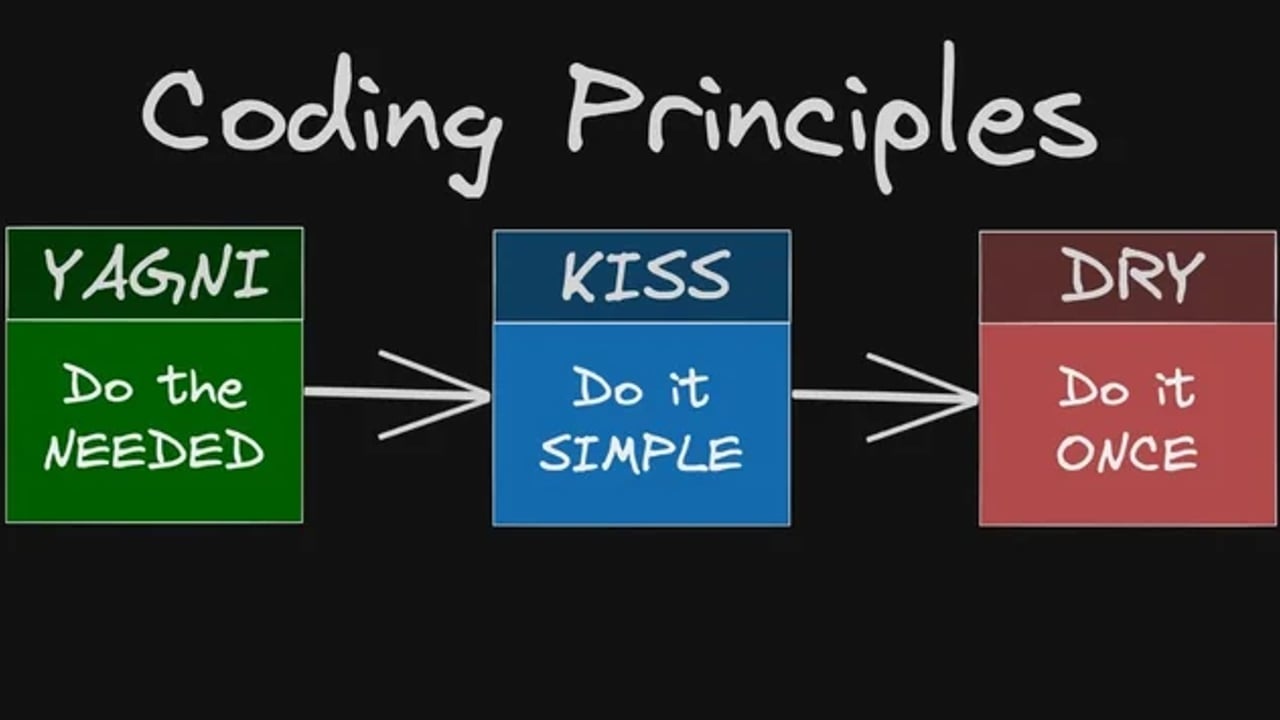 Coding Principles
YAGNI
Do the
NEEDED
KISS
Do it
SIMPLE
DRY
Do it
ONCE